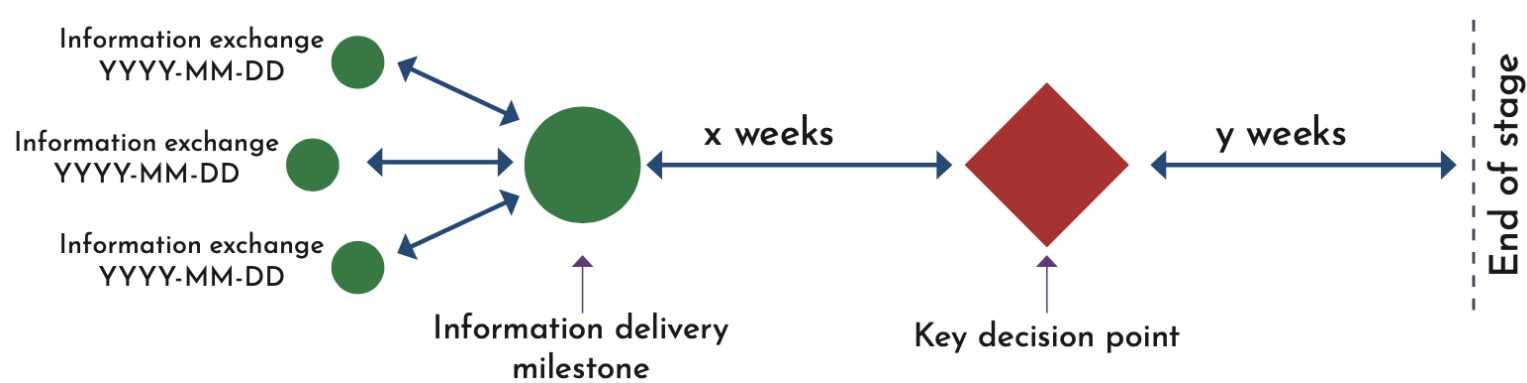 Information exchange
YYYY-MM-DD
Information exchange
YYYY-MM-DD
Information exchange
YYYY-MM-DD
x weeks
y weeks
End of stage
Information delivery
milestone
Key decision point